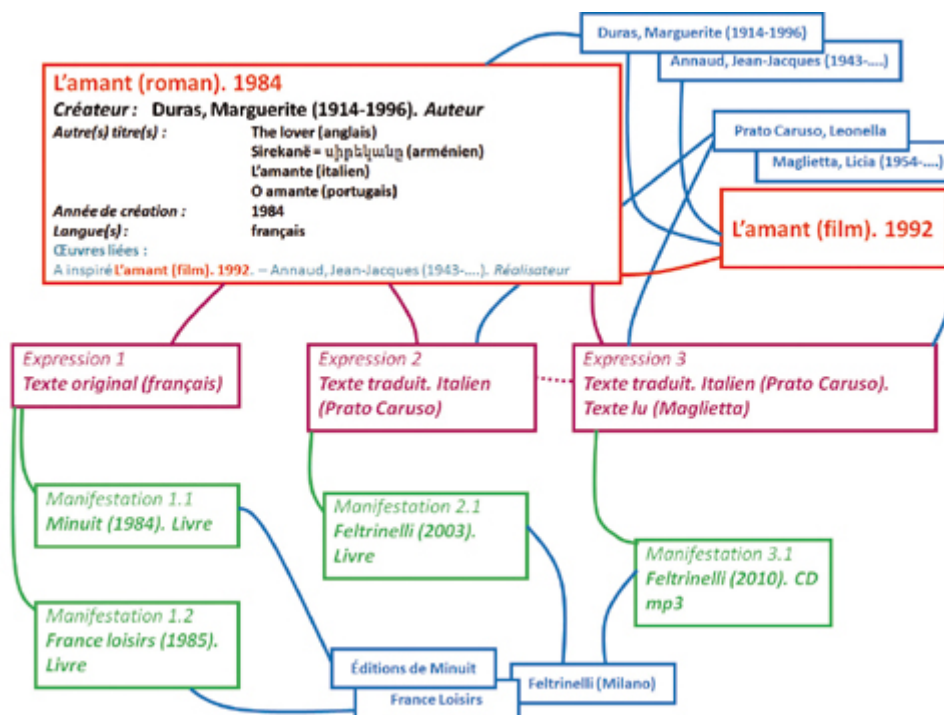 Duras, Marguerite (1914-1996)
Annaud, Jean-Jacques (1943-....)
L'amant (roman). 1984
Créateur : Duras, Marguerite (1914-1996). Auteur
Autre(s) titre(s) : The lover (anglais)
Sirekaně = սիրեկանը (arménien)
L'amante (italien)
O amante (portugais)
Année de création : 1984
Langue(s) : français
Œuvres liées :
A inspiré L'amant (film). 1992. – Annaud, Jean-Jacques (1943-....). Réalisateur
Prato Caruso, Leonella
Maglietta, Licia (1954-....)
L'amant (film). 1992
Expression 1
Texte original (français)
Expression 2
Texte traduit. Italien
(Prato Caruso)
Expression 3
Texte traduit. Italien (Prato Caruso).
Texte lu (Maglietta)
Manifestation 1.1
Minuit (1984). Livre
Manifestation 2.1
Feltrinelli (2003).
Livre
Manifestation 3.1
Feltrinelli (2010). CD
mp3
Manifestation 1.2
France loisirs (1985).
Livre
Éditions de Minuit
France Loisirs
Feltrinelli (Milano)